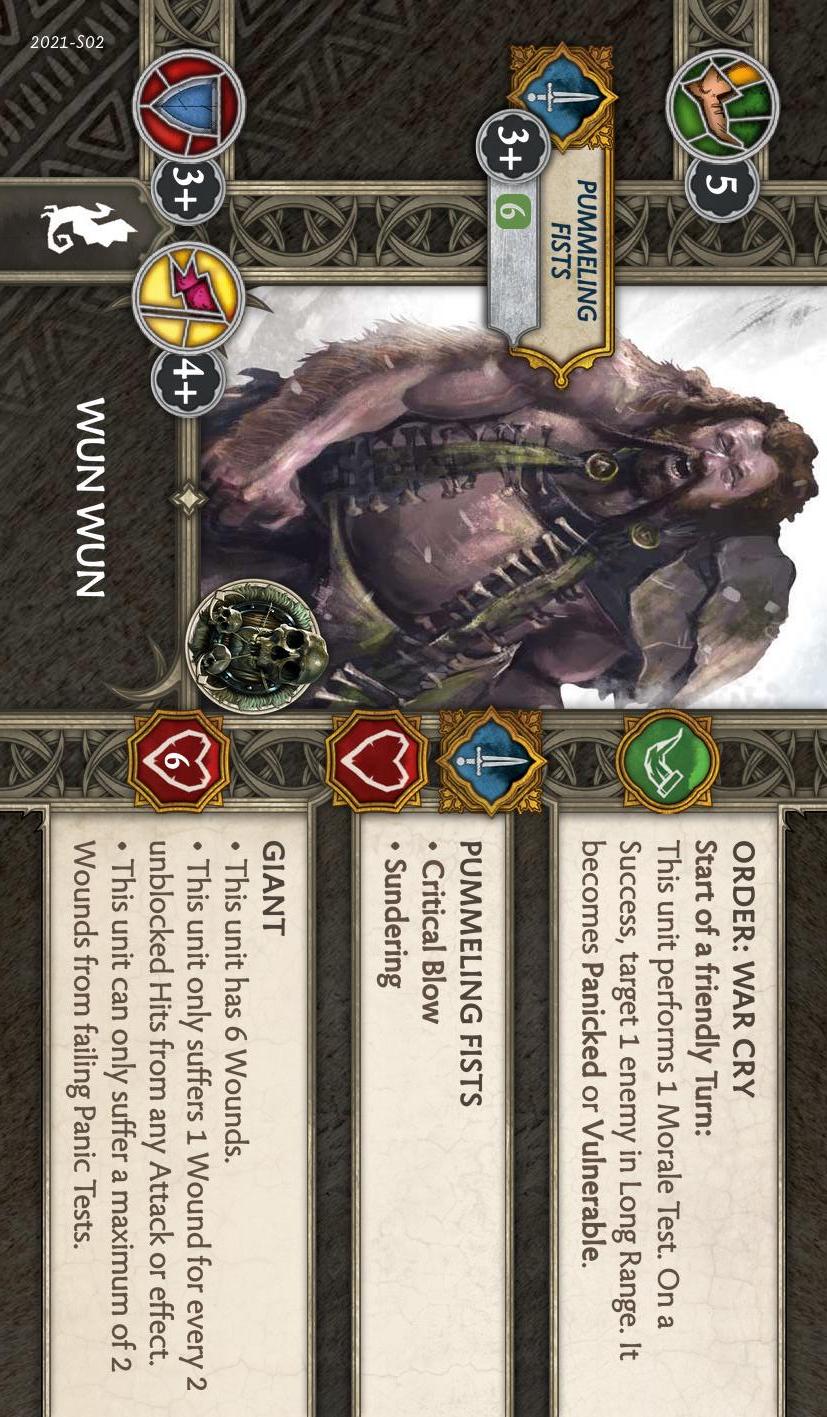 5
PUMMELING
FISTS
3+
6
3+
4+
WUN WUN
2021-S02
ORDER: WAR CRY
Start of a friendly Turn:
This unit performs 1 Morale Test. On a
Success, target 1 enemy in Long Range. It
becomes Panicked or Vulnerable.
PUMMELING FISTS
• Critical Blow
• Sundering
6
GIANT
• This unit has 6 Wounds.
• This unit only suffers 1 Wound for every 2
unblocked Hits from any Attack or effect.
• This unit can only suffer a maximum of 2
Wounds from failing Panic Tests.